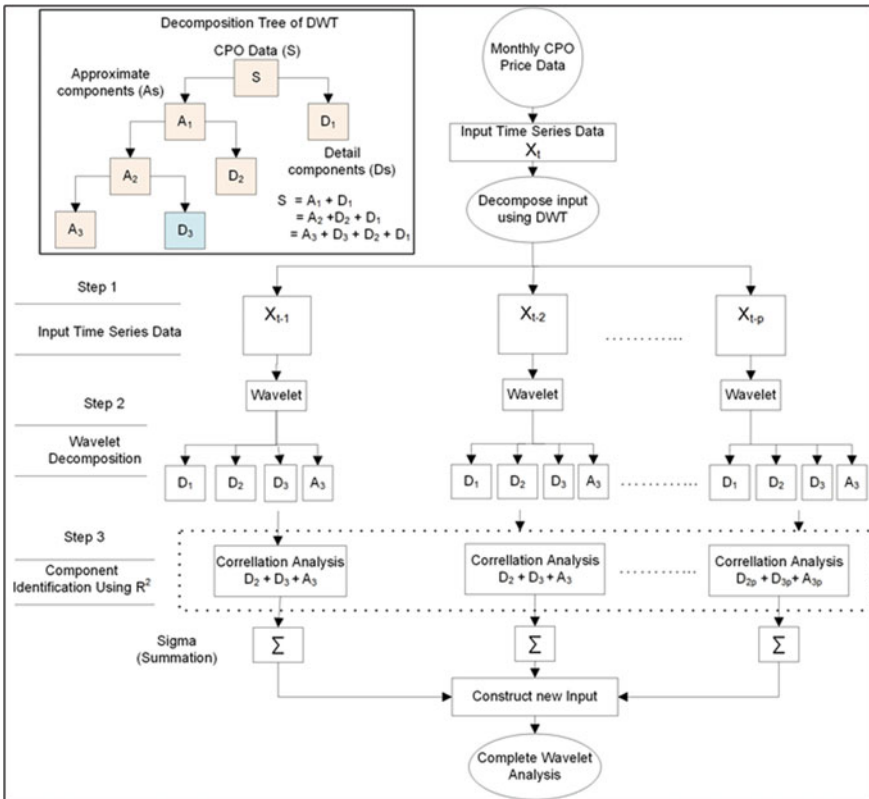 Decomposition Tree of DWT
CPO Data (S)
S
Approximate
components (As)
A₁
D₁
A₂
D₂
Detail
components (Ds)
A₃
D₃
S = A₁ + D₁
= A₂ +D₂ + D₁
= A₃ + D₃ + D₂ + D₁
Monthly CPO
Price Data
Input Time Series Data
Xₜ
Decompose input
using DWT
Step 1
Input Time Series Data
Xₜ₋₁
Xₜ₋₂
............
Xₜ₋ₚ
Step 2
Wavelet
Decomposition
Wavelet
Wavelet
Wavelet
D₁ D₂ D₃ A₃
D₁ D₂ D₃ A₃
............
D₁ D₂ D₃ A₃
Step 3
Component
Identification Using R²
Correllation Analysis
D₂ + D₃ + A₃
Correllation Analysis
D₂ + D₃ + A₃
............
Correllation Analysis
D₂ₚ + D₃ₚ+ A₃ₚ
Sigma
(Summation)
Σ
Σ
Σ
Construct new Input
Complete Wavelet
Analysis